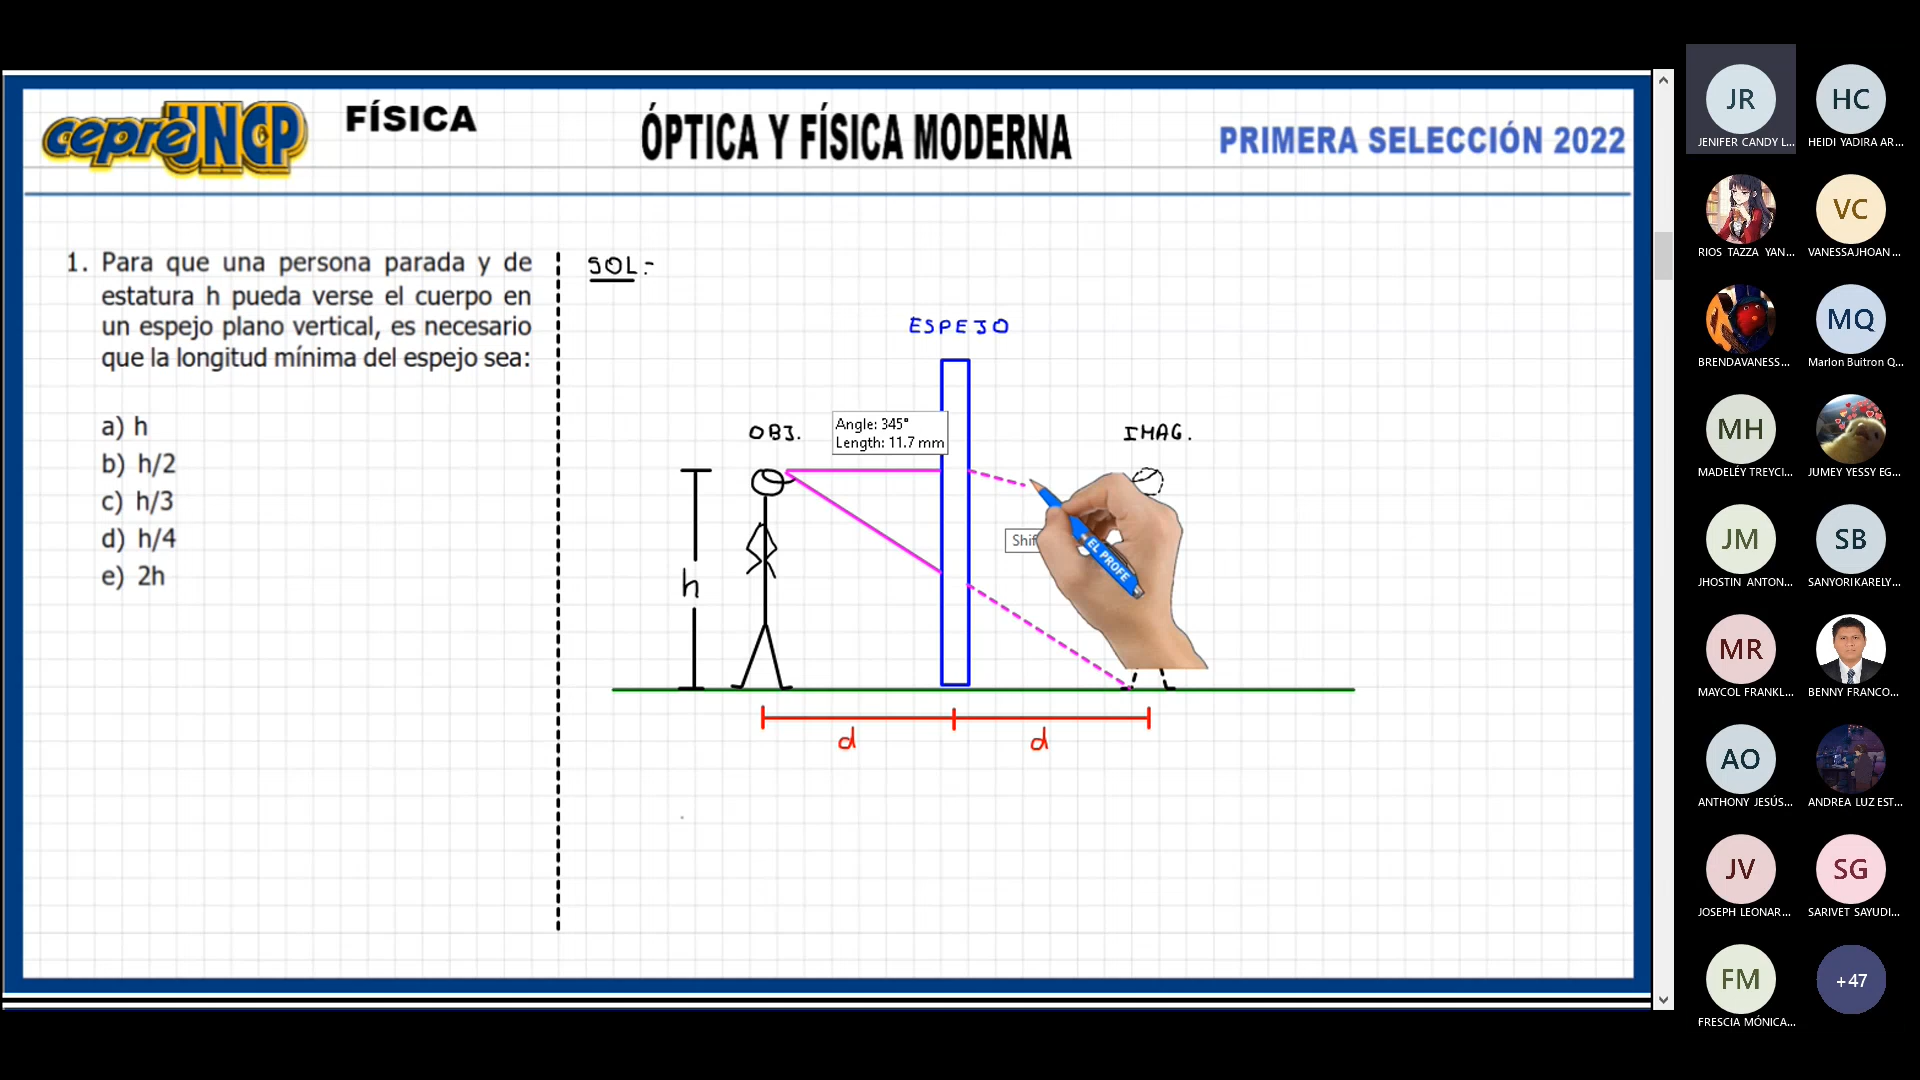 cepreUNCP
FÍSICA
ÓPTICA Y FÍSICA MODERNA
PRIMERA SELECCIÓN 2022
1. Para que una persona parada y de
estatura h pueda verse el cuerpo en
un espejo plano vertical, es necesario
que la longitud mínima del espejo sea:
a) h
b) h/2
c) h/3
d) h/4
e) 2h
SOL:-
ESPEJO
OBJ.
Angle: 345°
Length: 11.7 mm
IMAG.
h
Shif
EL PROFE
d
d
JR
JENIFER CANDY L...
HC
HEIDI YADIRA AR...
RIOS TAZZA YAN...
VC
VANESSAJHOAN...
BRENDAVANESS...
MQ
Marlon Buitron Q...
MH
MADELÉY TREYCI...
JUMEY YESSY EG...
JM
JHOSTIN ANTON...
SB
SANYORIKARELY...
MR
MAYCOL FRANKL...
BENNY FRANCO...
AO
ANTHONY JESÚS...
ANDREA LUZ EST...
JV
JOSEPH LEONAR...
SG
SARIVET SAYUDI...
FM
FRESCIA MÓNICA...
+47